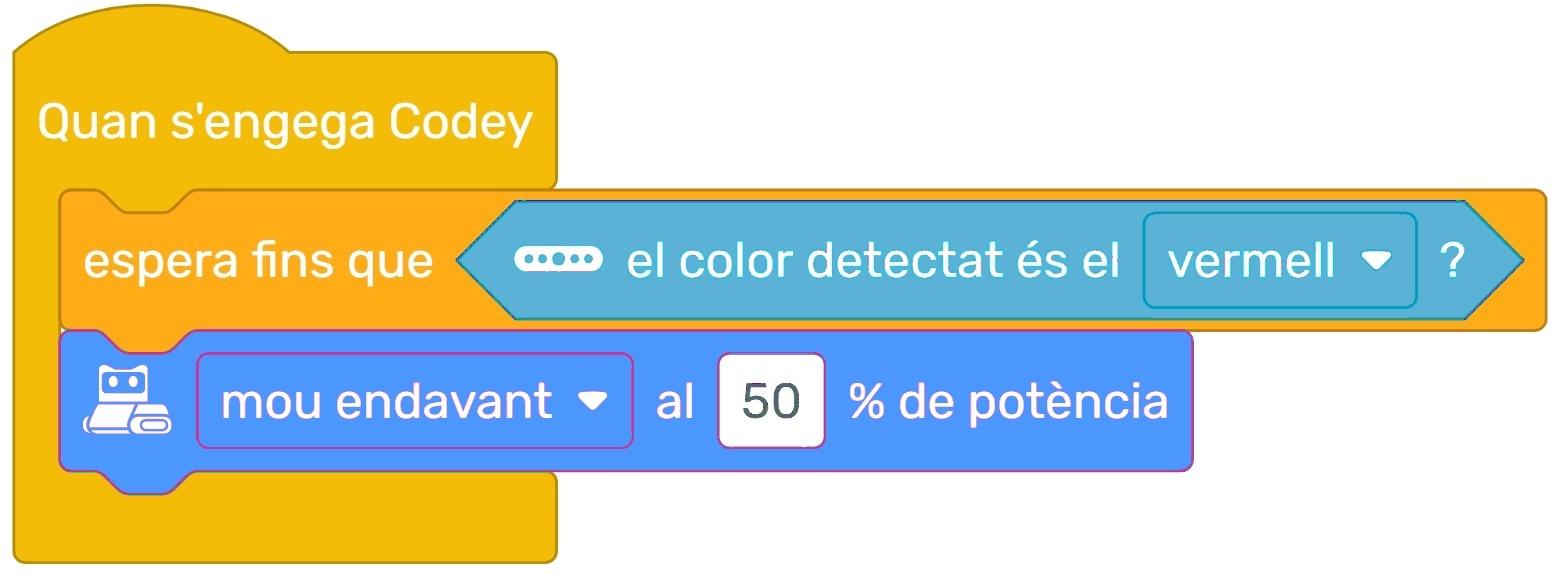 Quan s'engega Codey
espera fins que el color detectat és el vermell ?
mou endavant al 50 % de potència